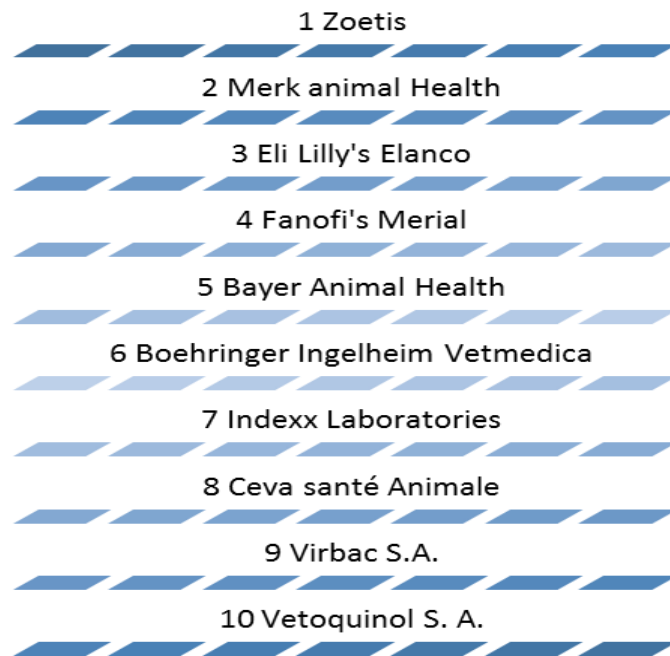 1 Zoetis
2 Merk animal Health
3 Eli Lilly's Elanco
4 Fanofi's Merial
5 Bayer Animal Health
6 Boehringer Ingelheim Vetmedica
7 Indexx Laboratories
8 Ceva santé Animale
9 Virbac S.A.
10 Vetoquinol S. A.